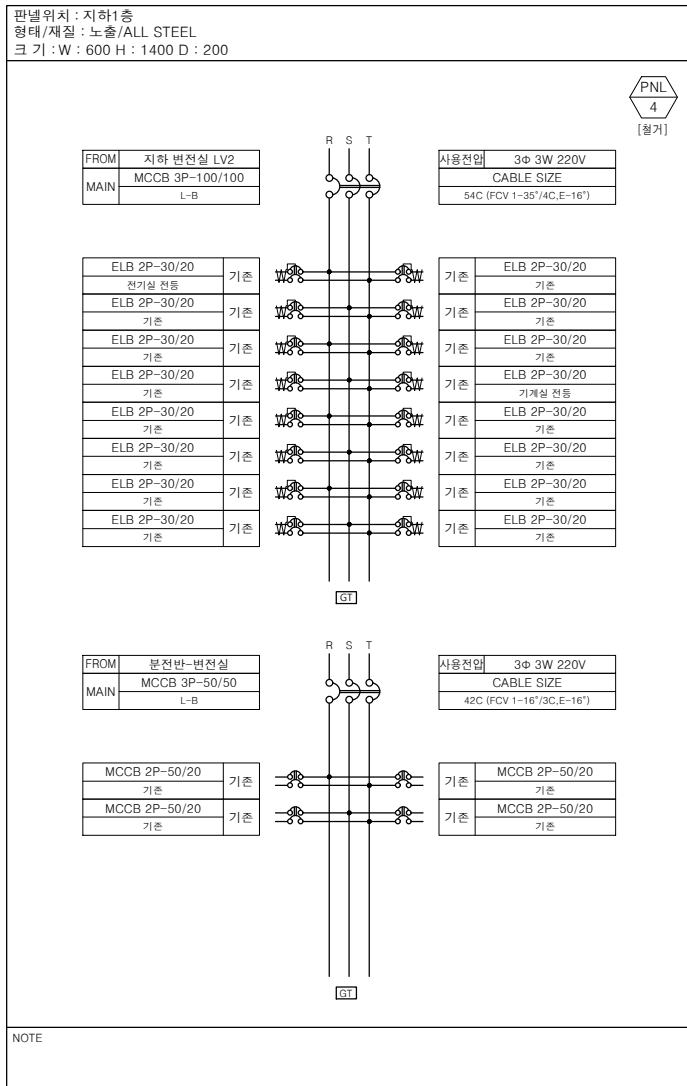 판넬위치 : 지하1층
형태/재질 : 노출/ALL STEEL
크 기 : W : 600 H : 1400 D : 200
PNL
4
[철거]
R S T
FROM 지하 변전실 LV2
MAIN MCCB 3P-100/100
L-B
사용전압 3Φ 3W 220V
CABLE SIZE
54C (FCV 1-35°/4C,E-16°)
ELB 2P-30/20 기존
전기실 전등
기존 ELB 2P-30/20
기존
ELB 2P-30/20 기존
기존
기존 ELB 2P-30/20
기존
ELB 2P-30/20 기존
기존
기존 ELB 2P-30/20
기존
ELB 2P-30/20 기존
기존
기존 ELB 2P-30/20
기계실 전등
ELB 2P-30/20 기존
기존
기존 ELB 2P-30/20
기존
ELB 2P-30/20 기존
기존
기존 ELB 2P-30/20
기존
ELB 2P-30/20 기존
기존
기존 ELB 2P-30/20
기존
ELB 2P-30/20 기존
기존
기존 ELB 2P-30/20
기존
GT
R S T
FROM 분전반-변전실
MAIN MCCB 3P-50/50
L-B
사용전압 3Φ 3W 220V
CABLE SIZE
42C (FCV 1-16°/3C,E-16°)
MCCB 2P-50/20 기존
기존
기존 MCCB 2P-50/20
기존
MCCB 2P-50/20 기존
기존
기존 MCCB 2P-50/20
기존
GT
NOTE